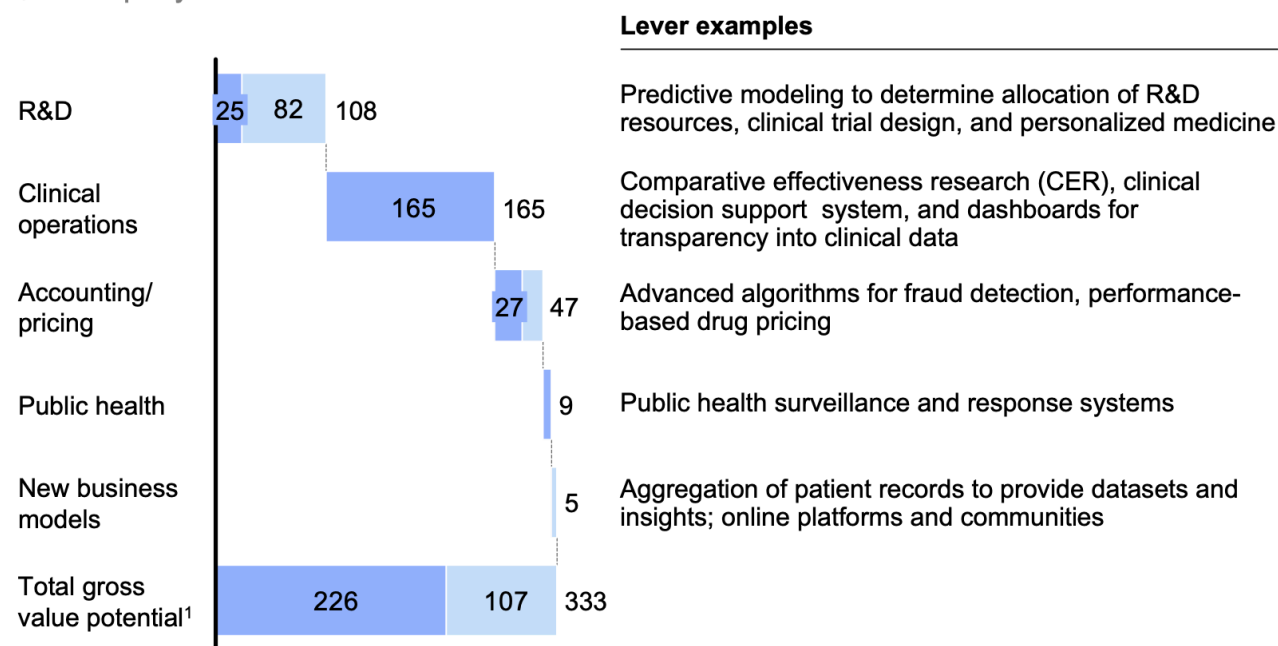 Lever examples
R&D
25 82 108
Predictive modeling to determine allocation of R&D
resources, clinical trial design, and personalized medicine
Clinical
operations
165 165
Comparative effectiveness research (CER), clinical
decision support system, and dashboards for
transparency into clinical data
Accounting/
pricing
27 47
Advanced algorithms for fraud detection, performance-
based drug pricing
Public health
9
Public health surveillance and response systems
New business
models
5
Aggregation of patient records to provide datasets and
insights; online platforms and communities
Total gross
value potential¹
226 107 333